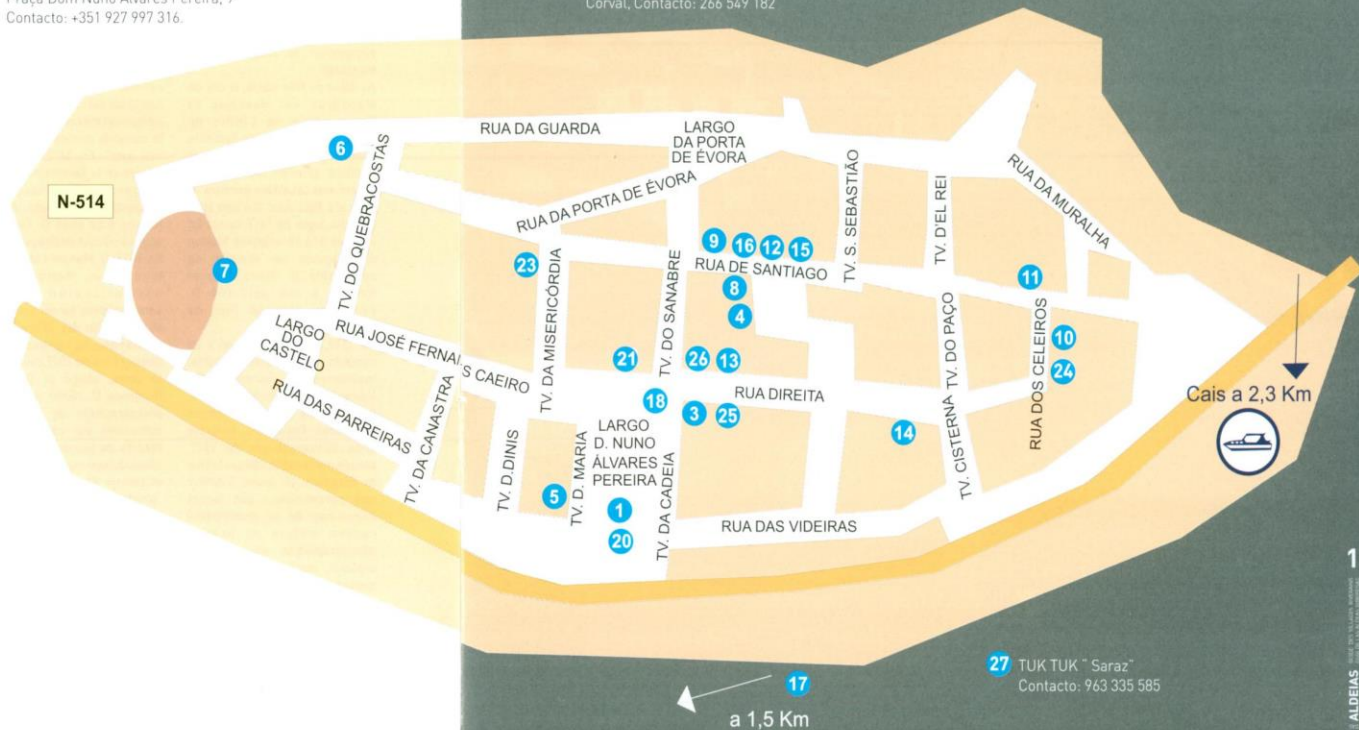 Praça Dom Nuno Álvares Pereira, 9
Contacto: +351 927 997 316.
Corval, Contacto: 266 549 182
RUA DA GUARDA
LARGO
DA PORTA
DE ÉVORA
6
TV. DO QUEBRACOSTAS
N-514
RUA DA PORTA DE ÉVORA
TV. S. SEBASTIÃO
TV. D'EL REI
RUA DA MURALHA
7
23
9
16
12
15
RUA DE SANTIAGO
11
8
4
TV. DA MISERICÓRDIA
TV. DO SANABRE
TV. DO PAÇO
RUA DOS CELEIROS
10
24
LARGO
DO
CASTELO
RUA JOSÉ FERNA
S CAEIRO
21
26
13
RUA DIREITA
Cais a 2,3 Km
RUA DAS PARREIRAS
TV. DA CANASTRA
18
3
25
14
TV. CISTERNA
LARGO
D. NUNO
ÁLVARES
PEREIRA
TV. D.DINIS
5
TV. D. MARIA
1
20
TV. DA CADEIA
RUA DAS VIDEIRAS
17
a 1,5 Km
27 TUK TUK " Saraz"
Contacto: 963 335 585
1
ALDEIAS